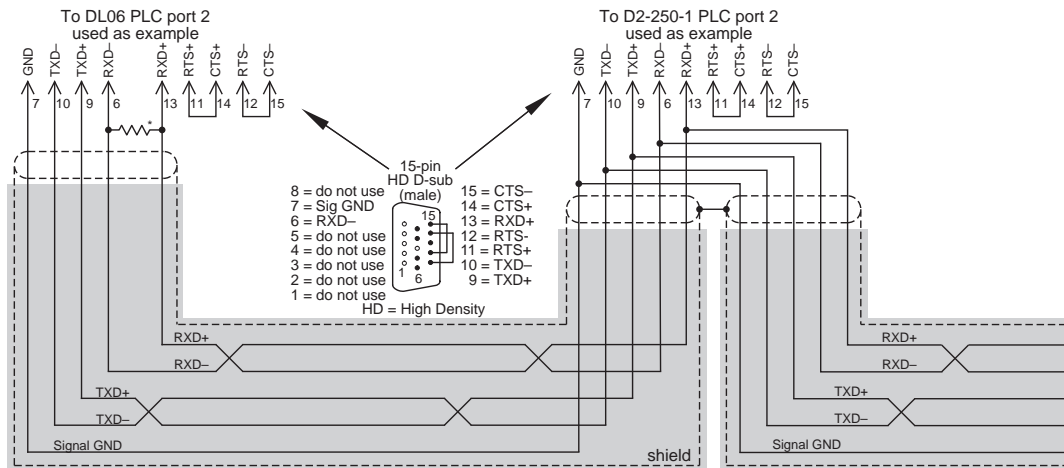 To DL06 PLC port 2
used as example
To D2-250-1 PLC port 2
used as example
GND TXD– TXD+ RXD– RXD+ RTS+ CTS+ RTS– CTS–
7 10 9 6 13 11 14 12 15
GND TXD– TXD+ RXD– RXD+ RTS+ CTS+ RTS– CTS–
7 10 9 6 13 11 14 12 15
*
15-pin
HD D-sub
(male)
8 = do not use
7 = Sig GND
6 = RXD–
5 = do not use
4 = do not use
3 = do not use
2 = do not use
1 = do not use
15
1
6
15 = CTS–
14 = CTS+
13 = RXD+
12 = RTS-
11 = RTS+
10 = TXD–
9 = TXD+
HD = High Density
RXD+
RXD–
TXD+
TXD–
Signal GND
shield
RXD+
RXD–
TXD+
TXD–
Signal GND